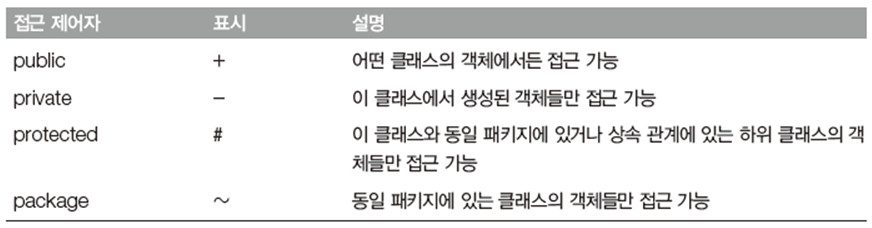 접근 제어자 표시 설명
public + 어떤 클래스의 객체에서든 접근 가능
private – 이 클래스에서 생성된 객체들만 접근 가능
protected # 이 클래스와 동일 패키지에 있거나 상속 관계에 있는 하위 클래스의 객
체들만 접근 가능
package ~ 동일 패키지에 있는 클래스의 객체들만 접근 가능